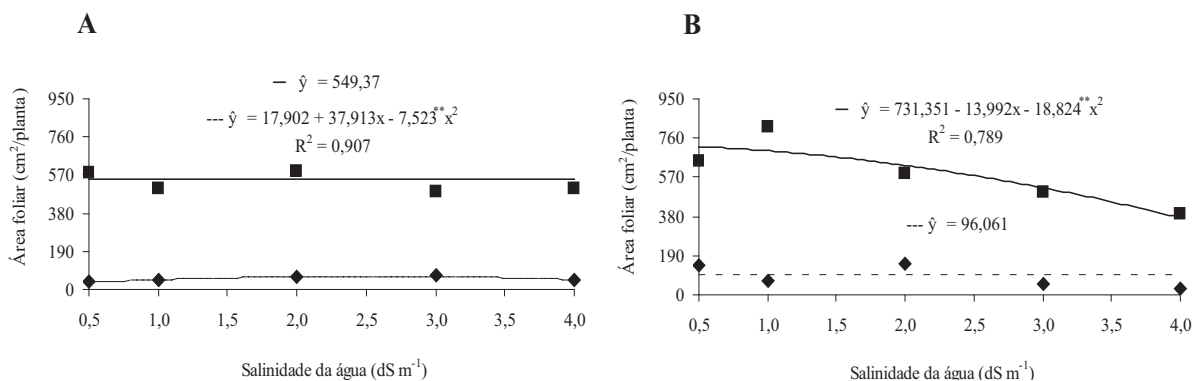 A
— ŷ = 549,37
--- ŷ = 17,902 + 37,913x - 7,523**x²
R² = 0,907
Área foliar (cm²/planta)
950
760
570
380
190
0
0,5 1,0 1,5 2,0 2,5 3,0 3,5 4,0
Salinidade da água (dS m⁻¹)
B
— ŷ = 731,351 - 13,992x - 18,824**x²
R² = 0,789
--- ŷ = 96,061
Área foliar (cm²/planta)
950
760
570
380
190
0
0,5 1,0 1,5 2,0 2,5 3,0 3,5 4,0
Salinidade da água (dS m⁻¹)